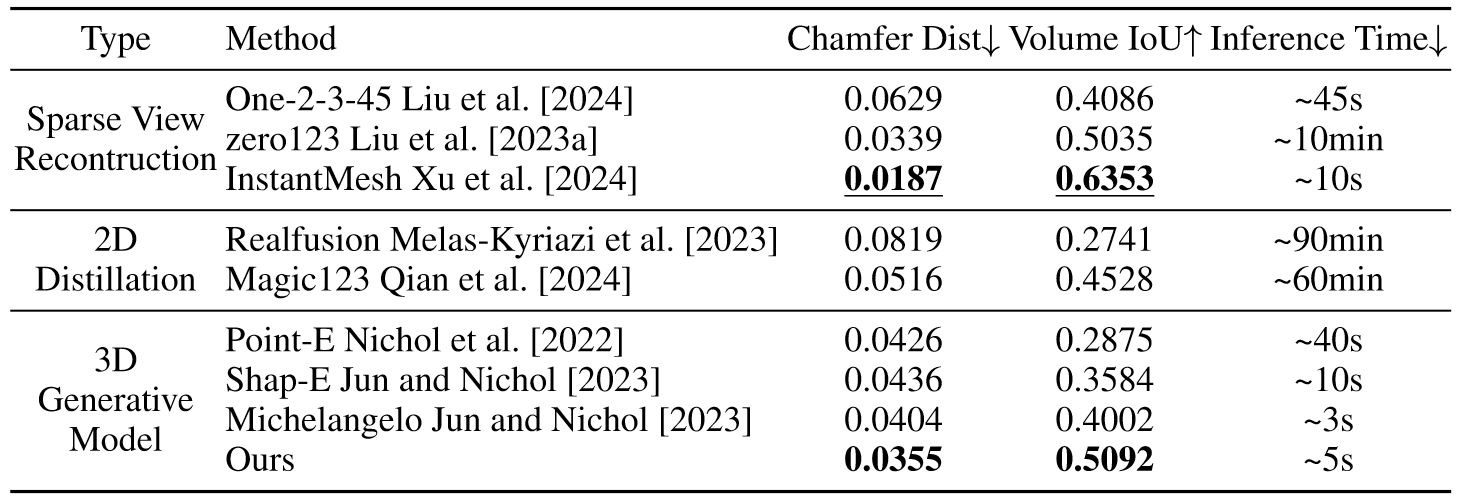 Type Method Chamfer Dist↓ Volume IoU↑ Inference Time↓
Sparse View Recontruction
One-2-3-45 Liu et al. [2024] 0.0629 0.4086 ~45s
zero123 Liu et al. [2023a] 0.0339 0.5035 ~10min
InstantMesh Xu et al. [2024] 0.0187 0.6353 ~10s
2D Distillation
Realfusion Melas-Kyriazi et al. [2023] 0.0819 0.2741 ~90min
Magic123 Qian et al. [2024] 0.0516 0.4528 ~60min
3D Generative Model
Point-E Nichol et al. [2022] 0.0426 0.2875 ~40s
Shap-E Jun and Nichol [2023] 0.0436 0.3584 ~10s
Michelangelo Jun and Nichol [2023] 0.0404 0.4002 ~3s
Ours 0.0355 0.5092 ~5s